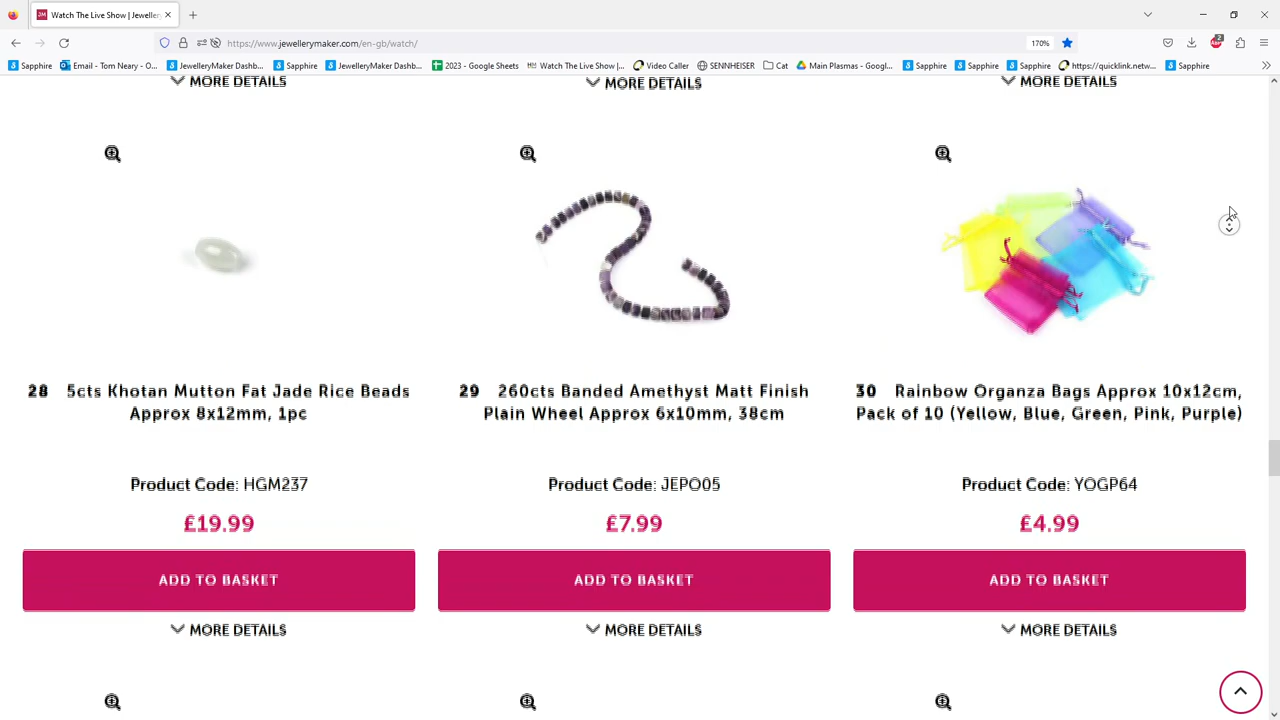 Watch The Live Show | Jeweller
https://www.jewellerymaker.com/en-gb/watch/
170%
2
Sapphire
Email - Tom Neary - O...
JewelleryMaker Dashb...
Sapphire
JewelleryMaker Dashb...
2023 - Google Sheets
Watch The Live Show |...
Video Caller
SENNHEISER
Cat
Main Plasmas - Googl...
Sapphire
Sapphire
Sapphire
https://quicklink.netw...
Sapphire
MORE DETAILS
MORE DETAILS
MORE DETAILS
28 5cts Khotan Mutton Fat Jade Rice Beads
Approx 8x12mm, 1pc
Product Code: HGM237
£19.99
ADD TO BASKET
MORE DETAILS
29 260cts Banded Amethyst Matt Finish
Plain Wheel Approx 6x10mm, 38cm
Product Code: JEPO05
£7.99
ADD TO BASKET
MORE DETAILS
30 Rainbow Organza Bags Approx 10x12cm,
Pack of 10 (Yellow, Blue, Green, Pink, Purple)
Product Code: YOGP64
£4.99
ADD TO BASKET
MORE DETAILS